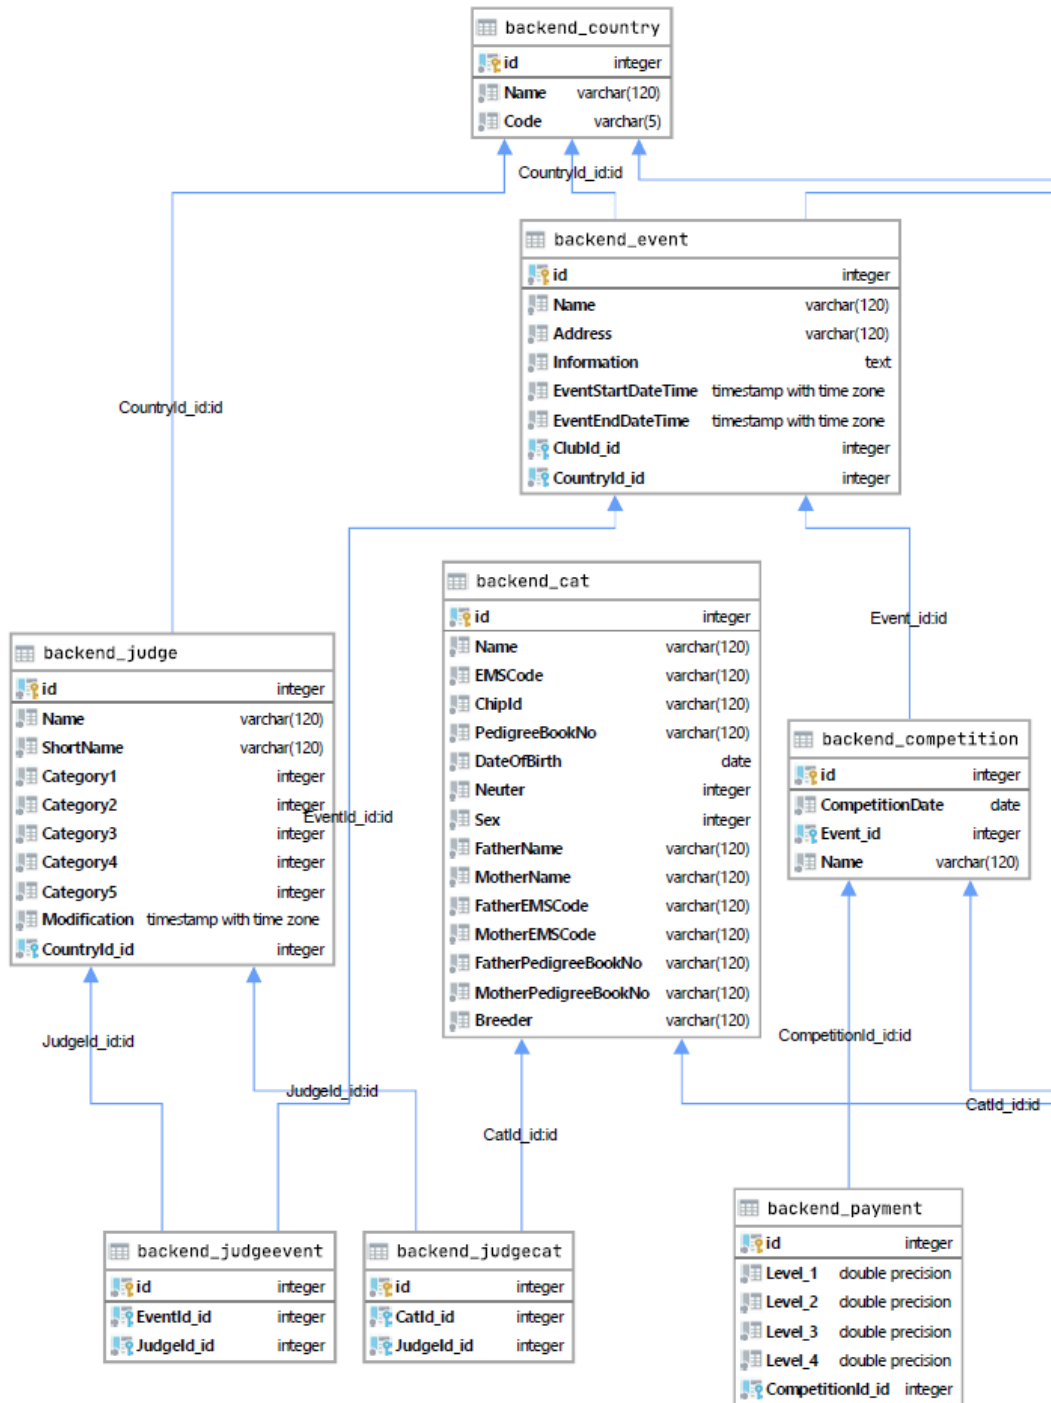 backend_country
id integer
Name varchar(120)
Code varchar(5)
CountryId_id:id
backend_event
id integer
Name varchar(120)
Address varchar(120)
Information text
EventStartDateTime timestamp with time zone
EventEndDateTime timestamp with time zone
ClubId_id integer
CountryId_id integer
CountryId_id:id
backend_cat
id integer
Name varchar(120)
EMSCode varchar(120)
ChipId varchar(120)
PedigreeBookNo varchar(120)
DateOfBirth date
Neuter integer
Sex integer
FatherName varchar(120)
MotherName varchar(120)
FatherEMSCode varchar(120)
MotherEMSCode varchar(120)
FatherPedigreeBookNo varchar(120)
MotherPedigreeBookNo varchar(120)
Breeder varchar(120)
Event_id:id
backend_judge
id integer
Name varchar(120)
ShortName varchar(120)
Category1 integer
Category2 integer
Category3 integer
Category4 integer
Category5 integer
Modification timestamp with time zone
CountryId_id integer
EventId_id:id
backend_competition
id integer
CompetitionDate date
Event_id integer
Name varchar(120)
JudgeId_id:id
JudgeId_id:id
CatId_id:id
CompetitionId_id:id
CatId_id:id
backend_judgeevent
id integer
EventId_id integer
JudgeId_id integer
backend_judgecat
id integer
CatId_id integer
JudgeId_id integer
backend_payment
id integer
Level_1 double precision
Level_2 double precision
Level_3 double precision
Level_4 double precision
CompetitionId_id integer